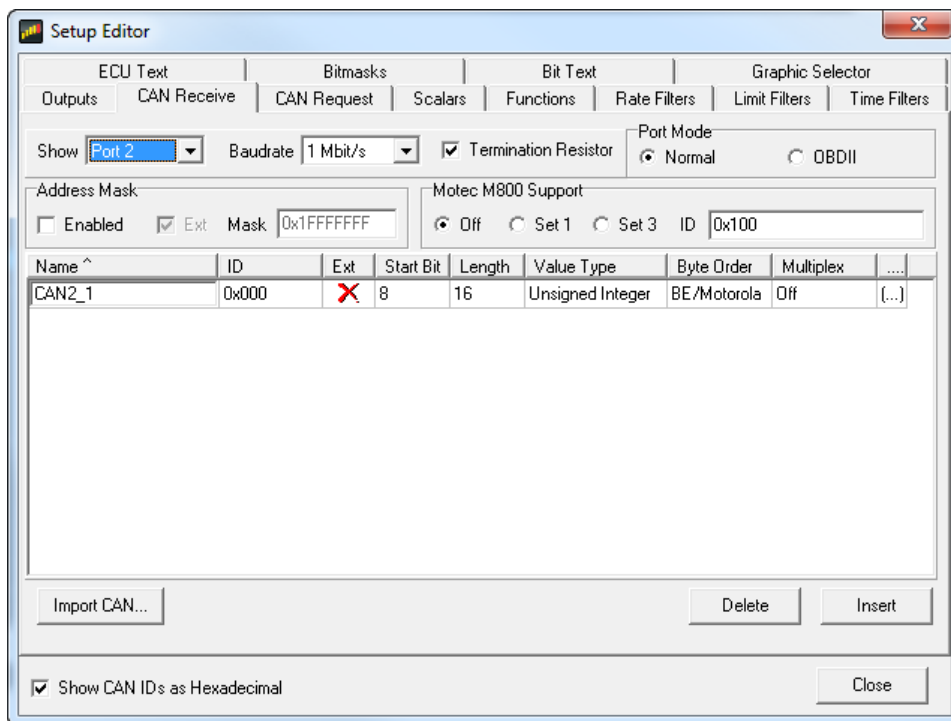 Setup Editor
ECU Text Bitmasks Bit Text Graphic Selector
Outputs CAN Receive CAN Request Scalars Functions Rate Filters Limit Filters Time Filters
Show Port 2 Baudrate 1 Mbit/s Termination Resistor
Port Mode
Normal OBDII
Address Mask
Enabled Ext Mask 0x1FFFFFFF
Motec M800 Support
Off Set 1 Set 3 ID 0x100
Name ^ ID Ext Start Bit Length Value Type Byte Order Multiplex ....
CAN2_1 0x000 8 16 Unsigned Integer BE/Motorola Off (...)
Import CAN... Delete Insert
Show CAN IDs as Hexadecimal Close